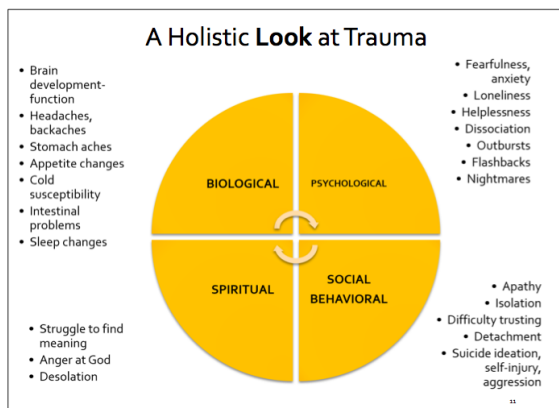 A Holistic Look at Trauma
• Brain
development-
function
• Headaches,
backaches
• Stomach aches
• Appetite changes
• Cold
susceptibility
• Intestinal
problems
• Sleep changes
• Fearfulness,
anxiety
• Loneliness
• Helplessness
• Dissociation
• Outbursts
• Flashbacks
• Nightmares
BIOLOGICAL
PSYCHOLOGICAL
SPIRITUAL
SOCIAL
BEHAVIORAL
• Struggle to find
meaning
• Anger at God
• Desolation
• Apathy
• Isolation
• Difficulty trusting
• Detachment
• Suicide ideation,
self-injury,
aggression